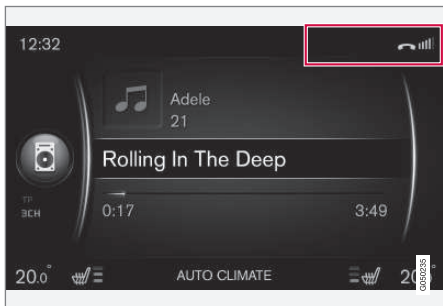 12:32
Adele
21
Rolling In The Deep
TP
3CH
0:17
3:49
20.0°
AUTO CLIMATE
G050235